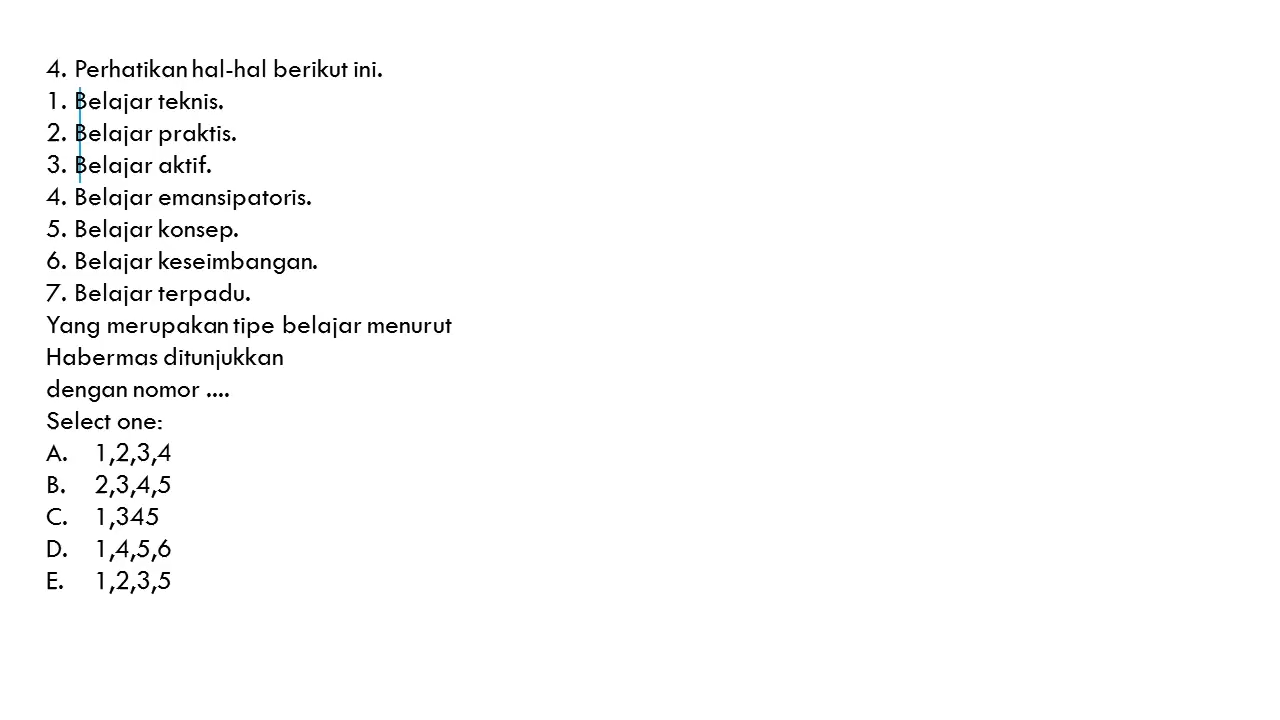 4. Perhatikan hal-hal berikut ini.
1. Belajar teknis.
2. Belajar praktis.
3. Belajar aktif.
4. Belajar emansipatoris.
5. Belajar konsep.
6. Belajar keseimbangan.
7. Belajar terpadu.
Yang merupakan tipe belajar menurut
Habermas ditunjukkan
dengan nomor ....
Select one:
A. 1,2,3,4
B. 2,3,4,5
C. 1,345
D. 1,4,5,6
E. 1,2,3,5